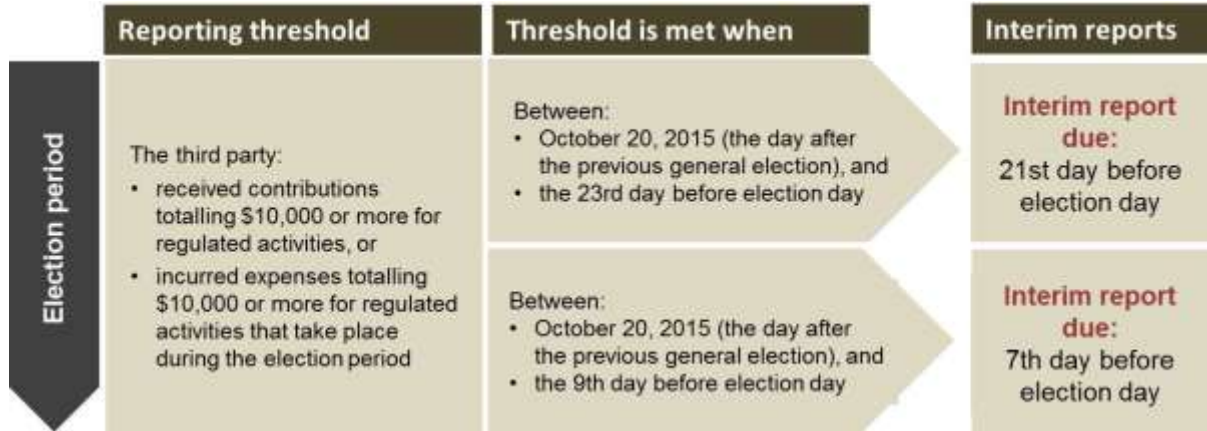 Reporting threshold
Threshold is met when
Interim reports
Election period
The third party:
• received contributions
totalling $10,000 or more for
regulated activities, or
• incurred expenses totalling
$10,000 or more for regulated
activities that take place
during the election period
Between:
• October 20, 2015 (the day after
the previous general election), and
• the 23rd day before election day
Interim report
due:
21st day before
election day
Between:
• October 20, 2015 (the day after
the previous general election), and
• the 9th day before election day
Interim report
due:
7th day before
election day